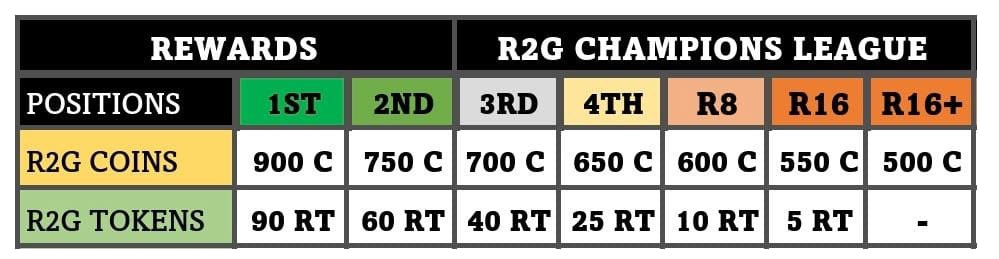 REWARDS R2G CHAMPIONS LEAGUE
POSITIONS 1ST 2ND 3RD 4TH R8 R16 R16+
R2G COINS 900 C 750 C 700 C 650 C 600 C 550 C 500 C
R2G TOKENS 90 RT 60 RT 40 RT 25 RT 10 RT 5 RT -